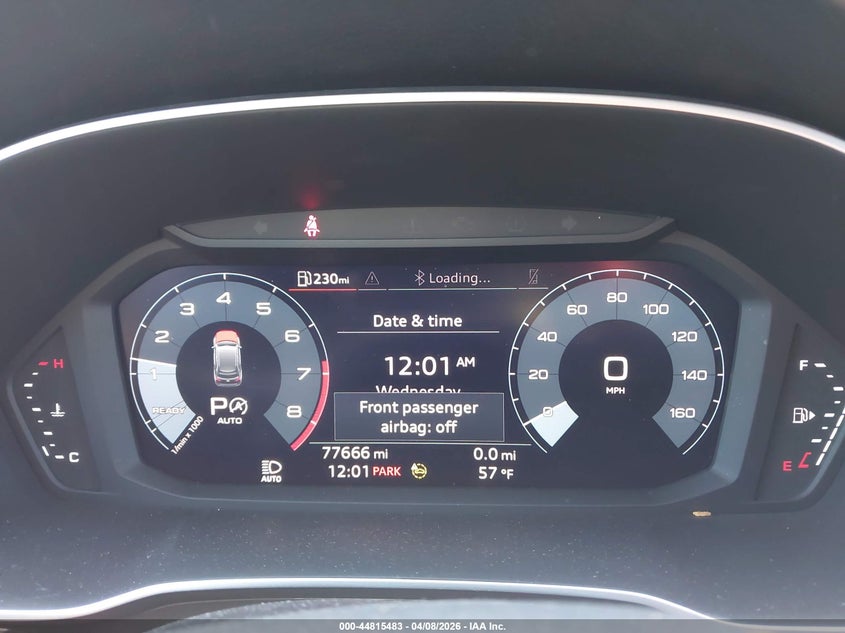 230mi
Loading...
Date & time
12:01 AM
Wednesday
Front passenger
airbag: off
77666 mi 0.0 mi
12:01 PARK 57 °F
AUTO
1 2 3 4 5 6 7 8
READY
1/min x 1000
P A
AUTO
0 20 40 60 80 100 120 140 160
0
MPH
H
C
F
E
000-44815483 - 04/08/2026 - IAA Inc.